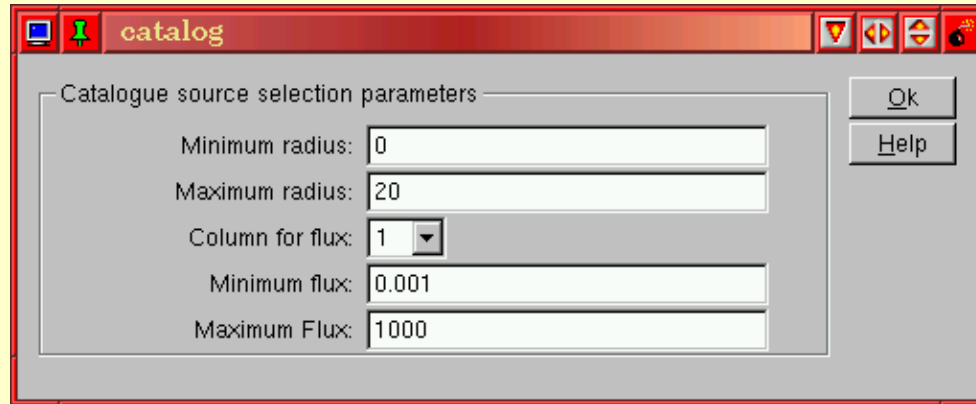 catalog
Catalogue source selection parameters
Ok
Minimum radius: 0
Help
Maximum radius: 20
Column for flux: 1
Minimum flux: 0.001
Maximum Flux: 1000